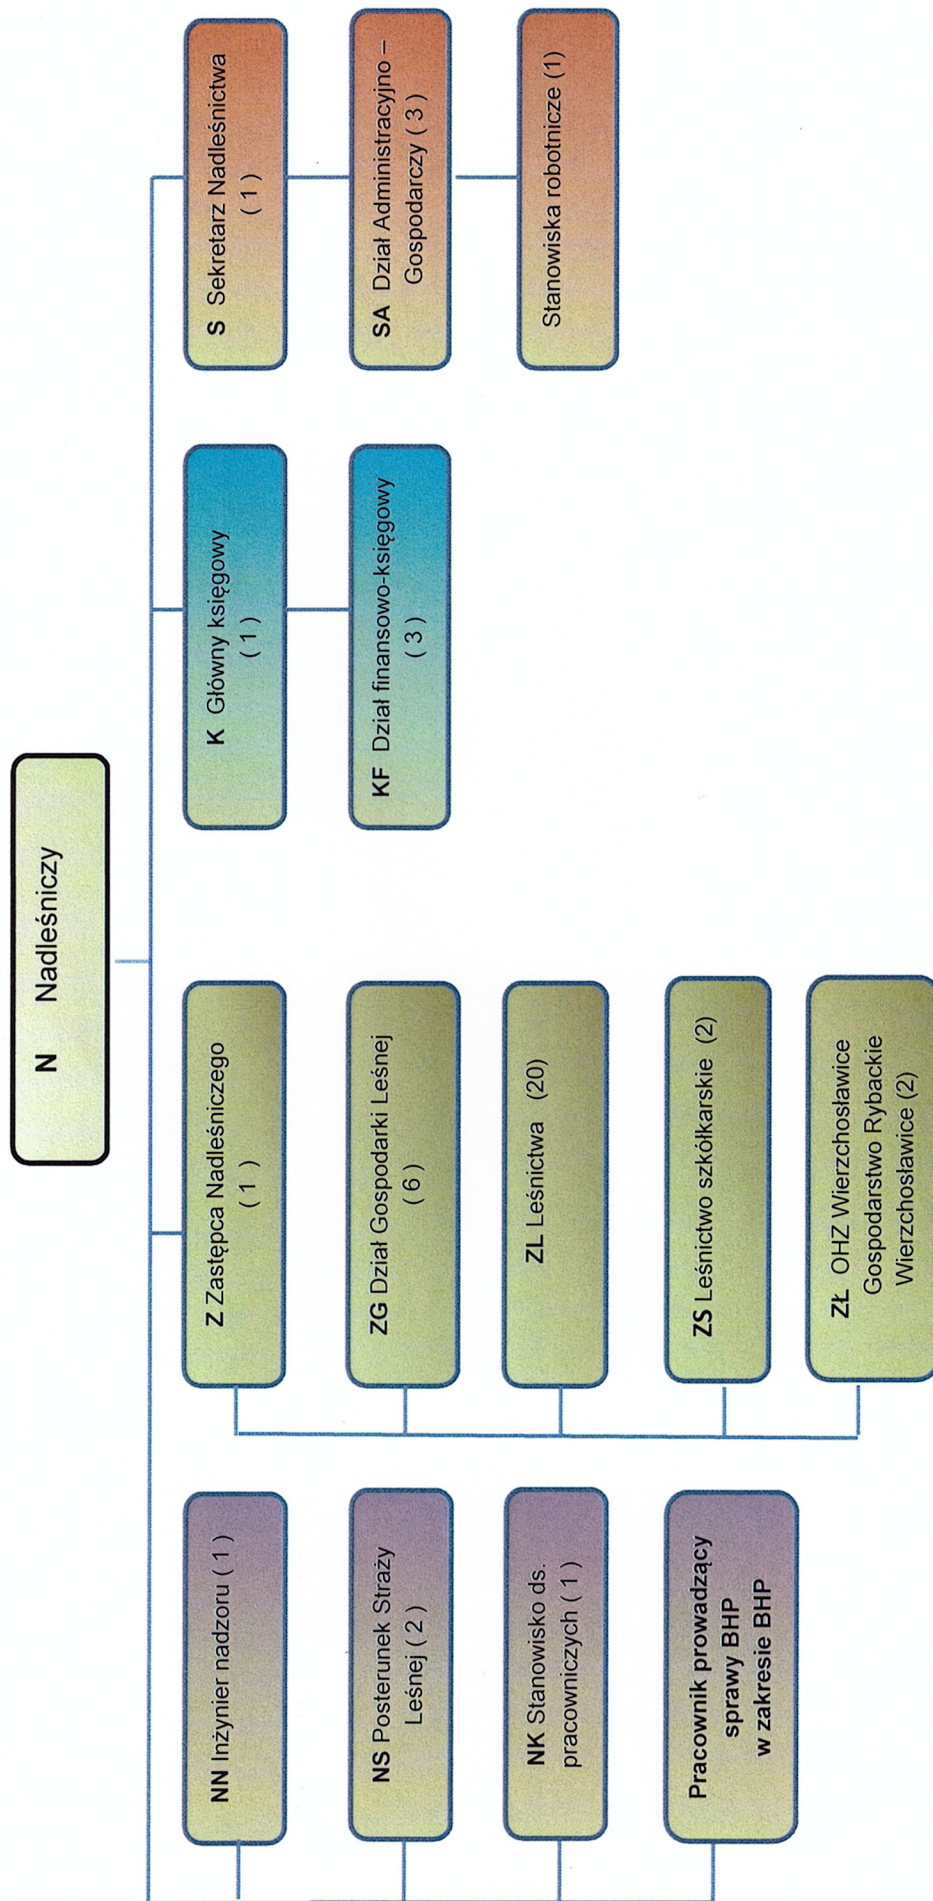 N Nadleśniczy
NN Inżynier nadzoru ( 1 )
NS Posterunek Straży
Leśnej ( 2 )
NK Stanowisko ds.
pracowniczych ( 1 )
Pracownik prowadzący
sprawy BHP
w zakresie BHP
Z Zastępca Nadleśniczego
( 1 )
ZG Dział Gospodarki Leśnej
( 6 )
ZL Leśnictwa (20)
ZS Leśnictwo szkółkarskie (2)
ZŁ OHZ Wierzchosławice
Gospodarstwo Rybackie
Wierzchosławice (2)
K Główny księgowy
( 1 )
KF Dział finansowo-księgowy
( 3 )
S Sekretarz Nadleśnictwa
( 1 )
SA Dział Administracyjno –
Gospodarczy ( 3 )
Stanowiska robotnicze (1)